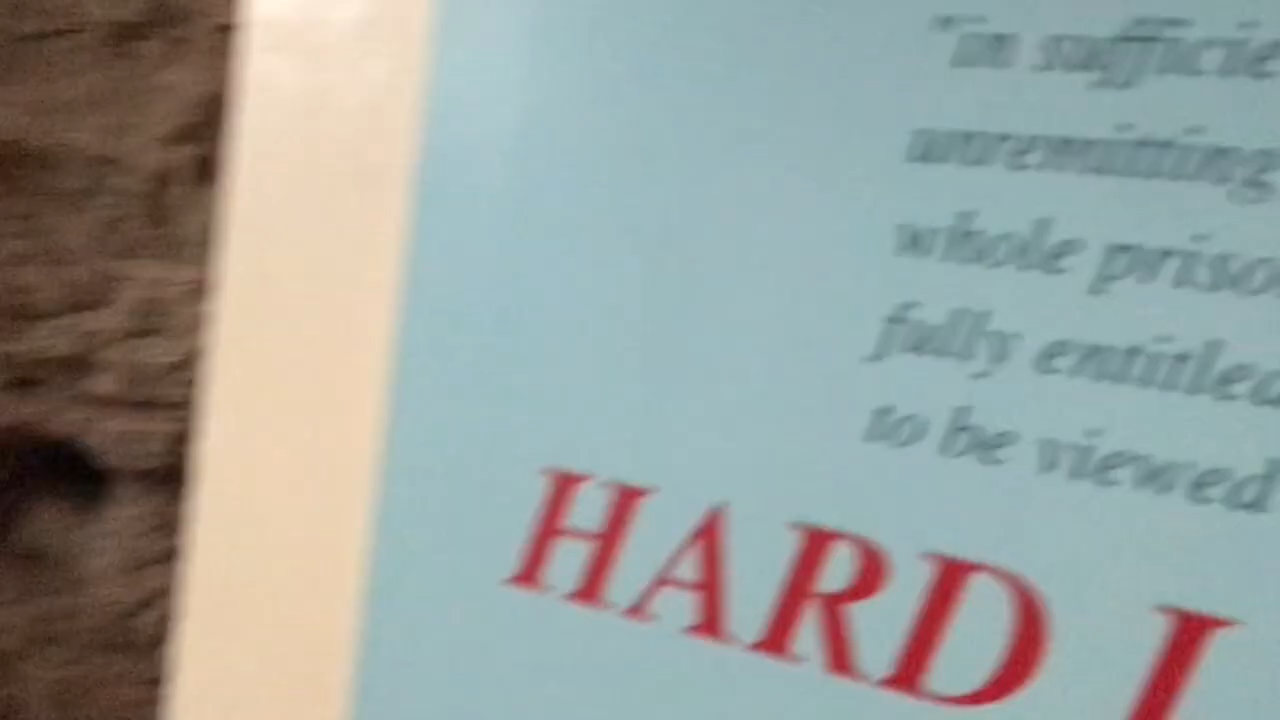 "in sufficie
unremitting
whole priso
fully entitled
to be viewed
HARD L